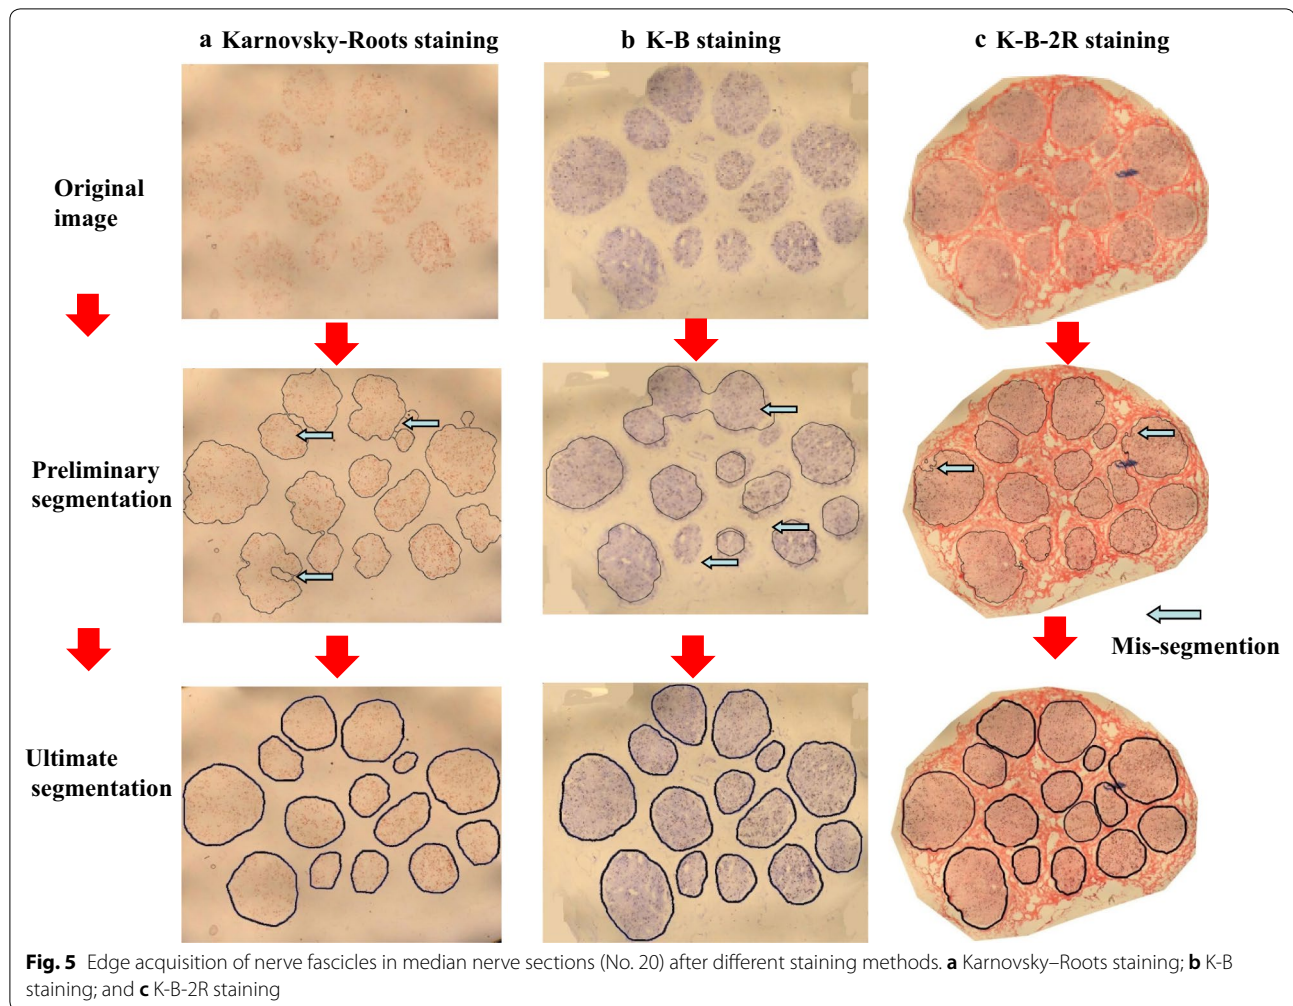 a Karnovsky-Roots staining
b K-B staining
c K-B-2R staining
Original
image
Preliminary
segmentation
Mis-segmention
Ultimate
segmentation
Fig. 5 Edge acquisition of nerve fascicles in median nerve sections (No. 20) after different staining methods. a Karnovsky–Roots staining; b K-B
staining; and c K-B-2R staining